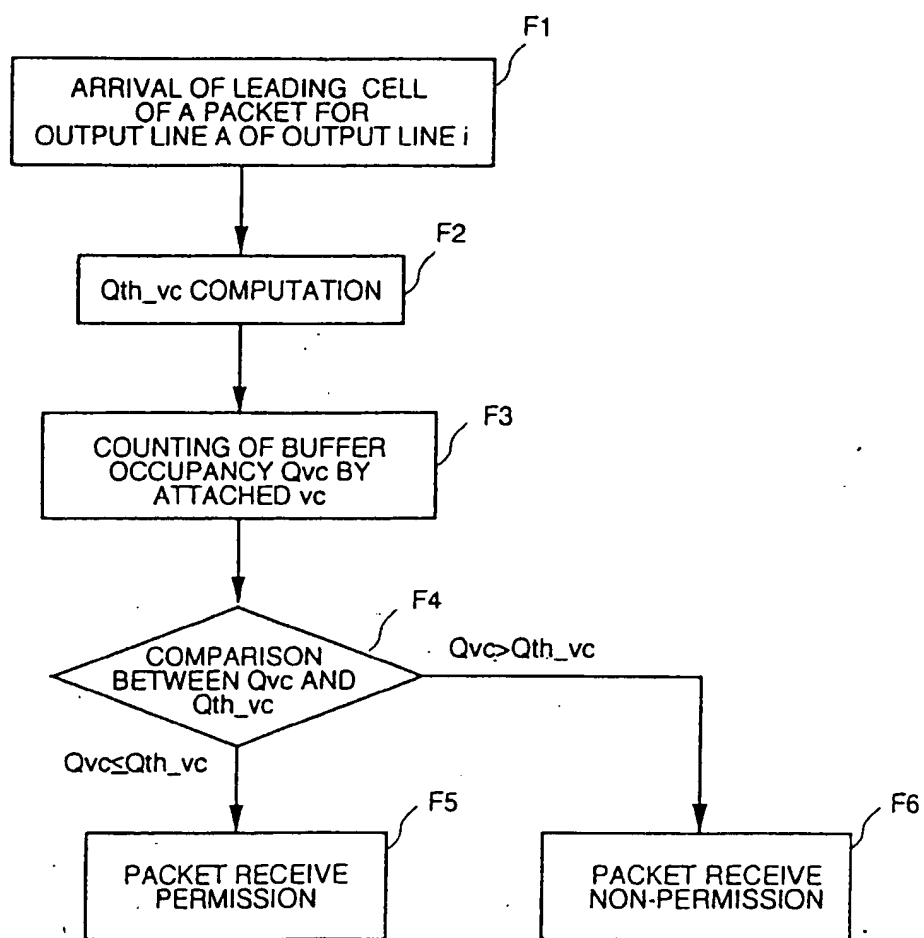 F1
ARRIVAL OF LEADING CELL
OF A PACKET FOR
OUTPUT LINE A OF OUTPUT LINE i
F2
Qth_vc COMPUTATION
F3
COUNTING OF BUFFER
OCCUPANCY Qvc BY
ATTACHED vc
F4
COMPARISON
BETWEEN Qvc AND
Qth_vc
Qvc>Qth_vc
Qvc≤Qth_vc
F5
PACKET RECEIVE
PERMISSION
F6
PACKET RECEIVE
NON-PERMISSION